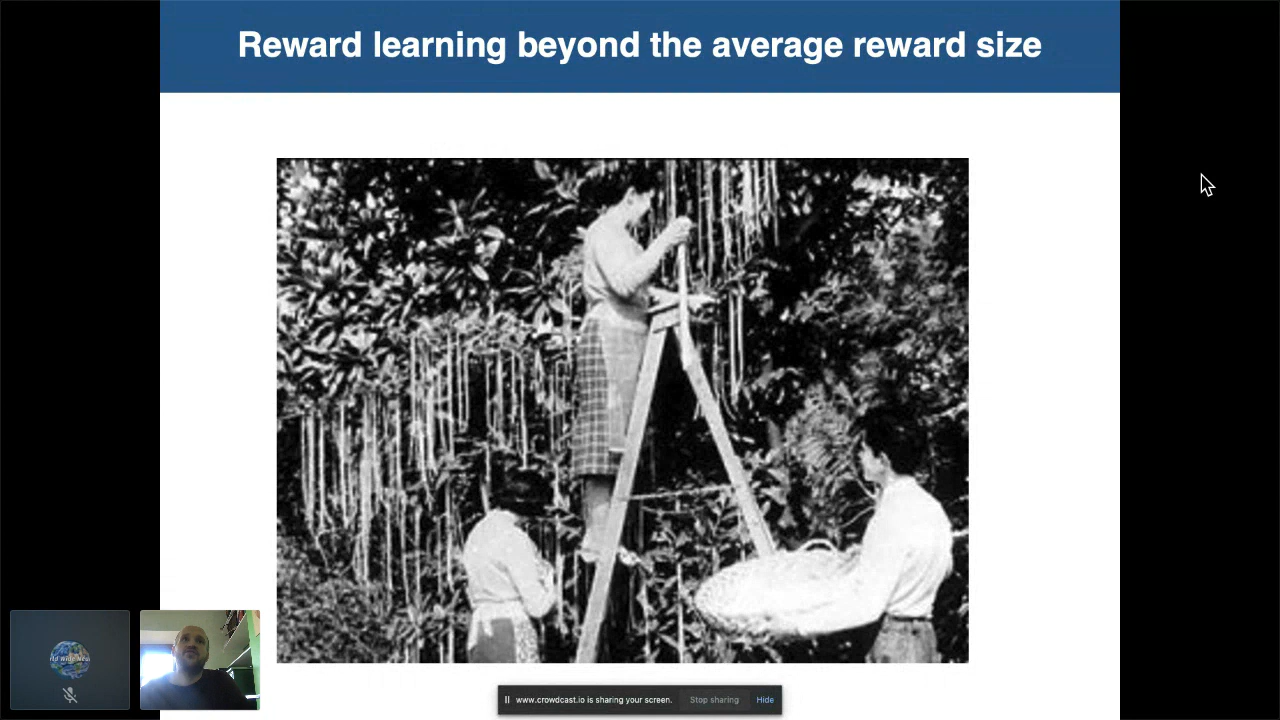 Reward learning beyond the average reward size
www.crowdcast.io is sharing your screen.
Stop sharing
Hide